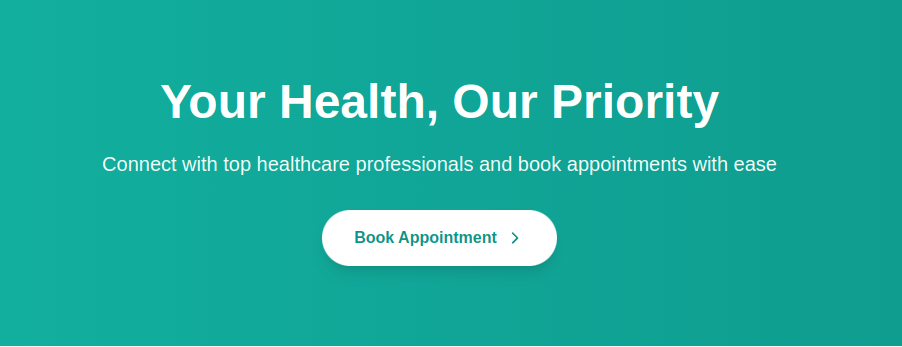 Your Health, Our Priority
Connect with top healthcare professionals and book appointments with ease
Book Appointment